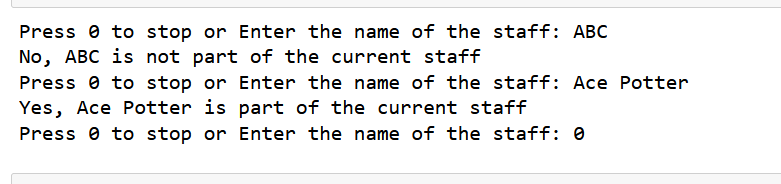 Press 0 to stop or Enter the name of the staff: ABC
No, ABC is not part of the current staff
Press 0 to stop or Enter the name of the staff: Ace Potter
Yes, Ace Potter is part of the current staff
Press 0 to stop or Enter the name of the staff: 0